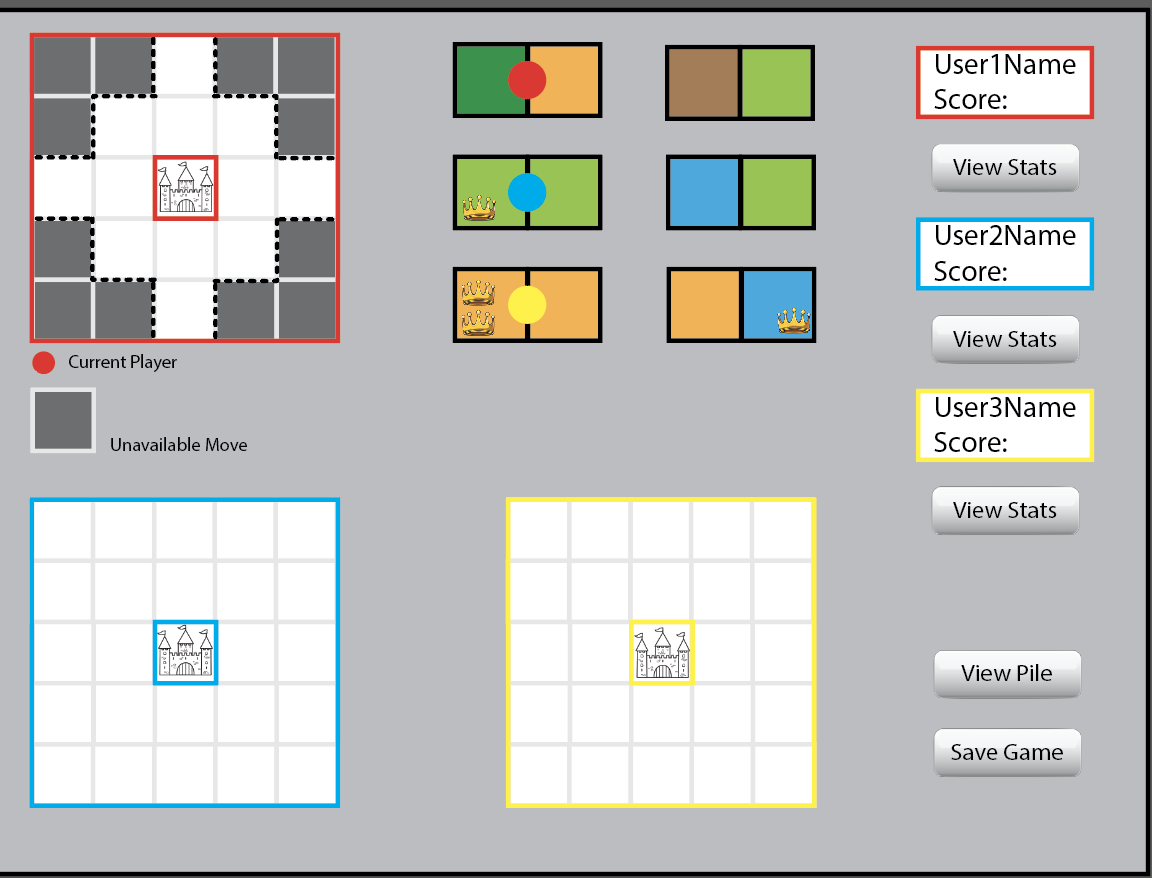 User1Name
Score:
View Stats
User2Name
Score:
View Stats
Current Player
User3Name
Score:
Unavailable Move
View Stats
View Pile
Save Game